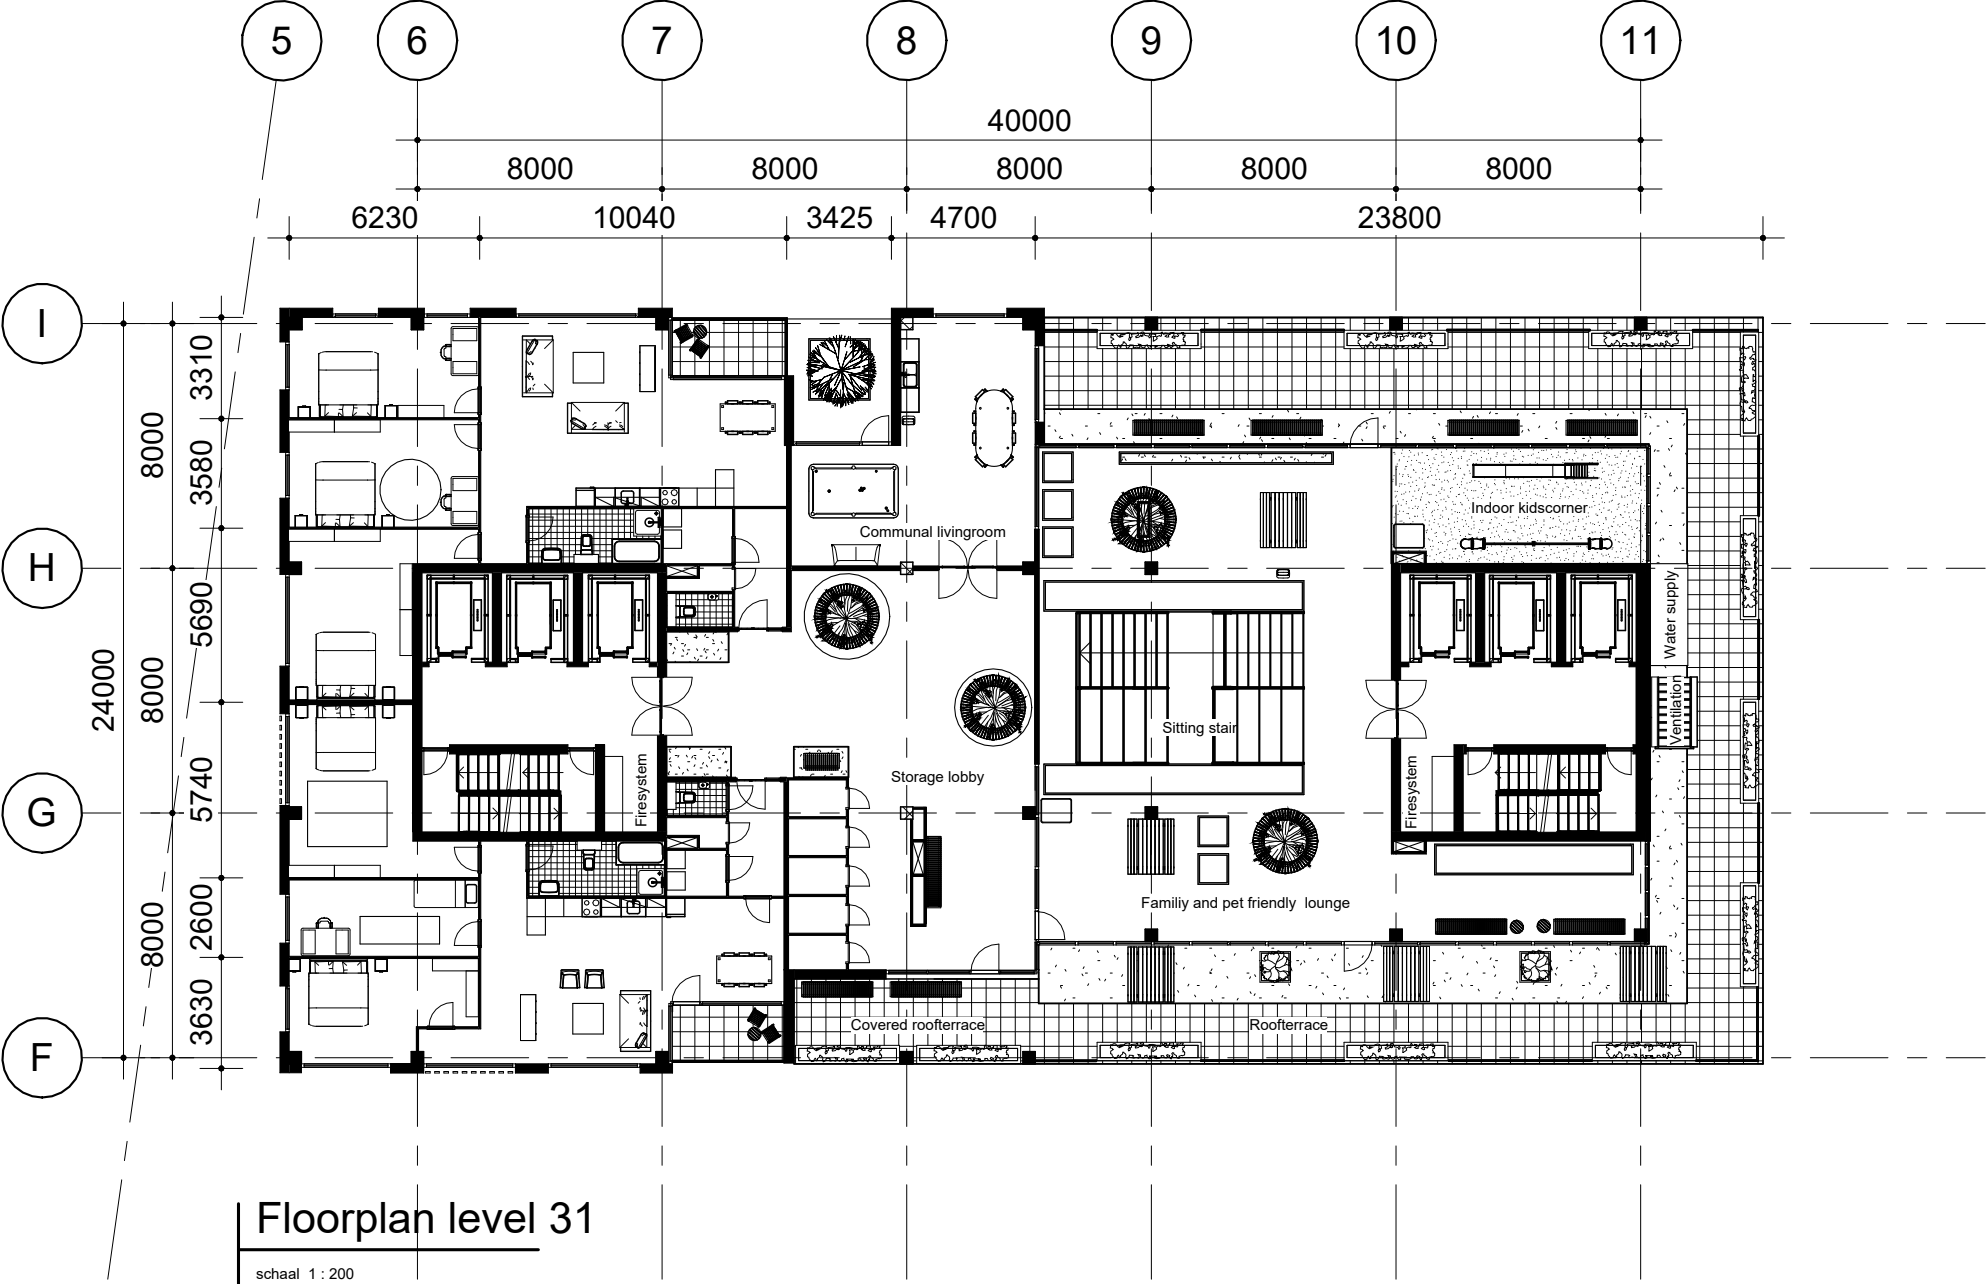 5
6
7
8
9
10
11
40000
8000
8000
8000
8000
8000
6230
10040
3425
4700
23800
I
H
G
F
24000
8000
8000
8000
3310
3580
5690
5740
2600
3630
Communal livingroom
Indoor kidscorner
Water supply
Ventilation
Sitting stair
Storage lobby
Firesystem
Firesystem
Familiy and pet friendly lounge
Covered roofterrace
Roofterrace
Floorplan level 31
schaal 1 : 200